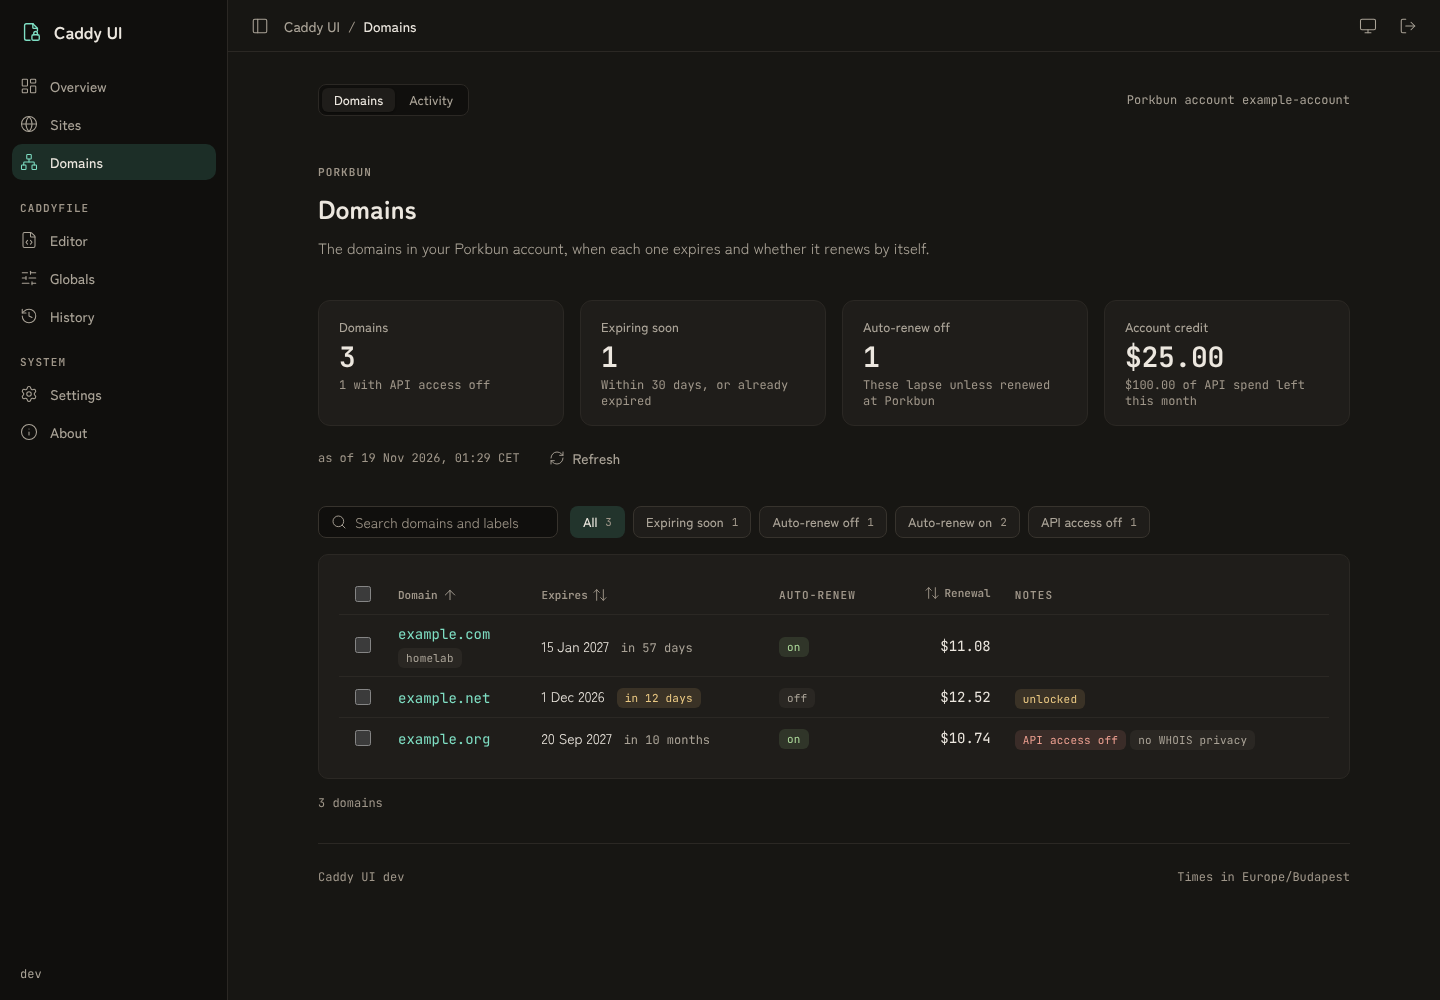 Caddy UI
Overview
Sites
Domains
CADDYFILE
Editor
Globals
History
SYSTEM
Settings
About
dev
Caddy UI / Domains
Domains Activity
Porkbun account example-account
PORKBUN
Domains
The domains in your Porkbun account, when each one expires and whether it renews by itself.
Domains
3
1 with API access off
Expiring soon
1
Within 30 days, or already
expired
Auto-renew off
1
These lapse unless renewed
at Porkbun
Account credit
$25.00
$100.00 of API spend left
this month
as of 19 Nov 2026, 01:29 CET Refresh
Search domains and labels All 3 Expiring soon 1 Auto-renew off 1 Auto-renew on 2 API access off 1
Domain Expires AUTO-RENEW Renewal NOTES
example.com 15 Jan 2027 in 57 days on $11.08
homelab
example.net 1 Dec 2026 in 12 days off $12.52 unlocked
example.org 20 Sep 2027 in 10 months on $10.74 API access off no WHOIS privacy
3 domains
Caddy UI dev
Times in Europe/Budapest